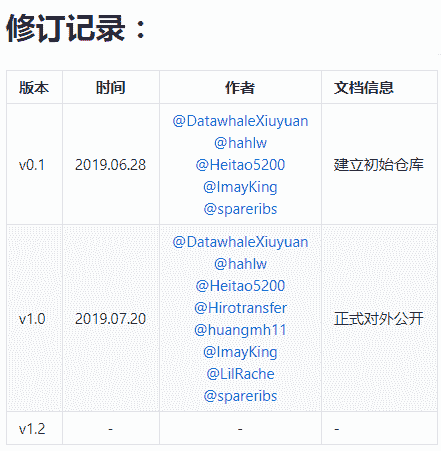 修订记录：
版本 时间 作者 文档信息
v0.1 2019.06.28 @DatawhaleXiuyuan @hahlw @Heitao5200 @ImayKing @spareribs 建立初始仓库
v1.0 2019.07.20 @DatawhaleXiuyuan @hahlw @Heitao5200 @Hirotransfer @huangmh11 @ImayKing @LilRache @spareribs 正式对外公开
v1.2 - - -